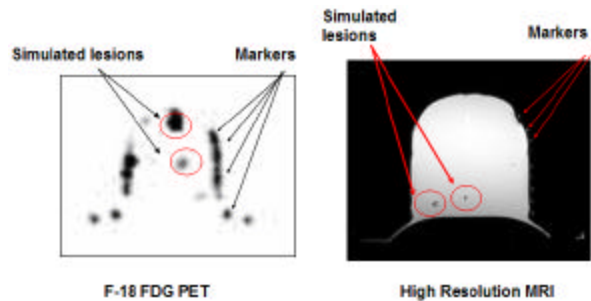 Simulated lesions
Markers
F-18 FDG PET
Simulated
lesions
Markers
High Resolution MRI